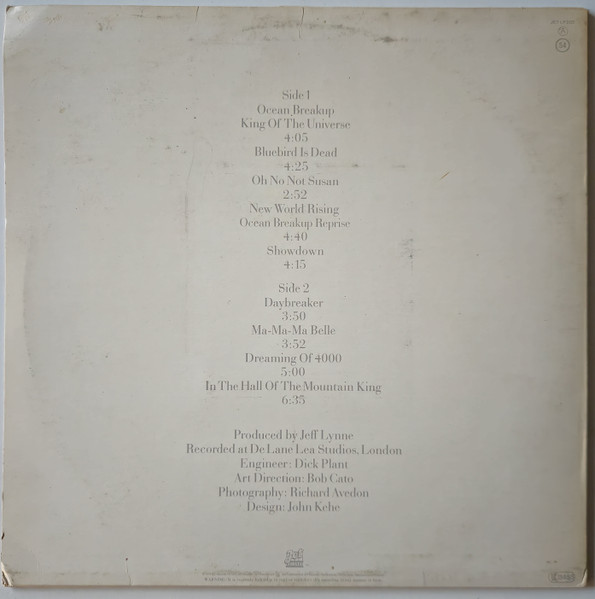 Side 1
Ocean Breakup
King Of The Universe
4:05
Bluebird Is Dead
4:25
Oh No Not Susan
2:52
New World Rising
Ocean Breakup Reprise
4:40
Showdown
4:15
Side 2
Daybreaker
3:50
Ma-Ma-Ma Belle
3:52
Dreaming Of 4000
5:00
In The Hall Of The Mountain King
6:35
Produced by Jeff Lynne
Recorded at De Lane Lea Studios, London
Engineer: Dick Plant
Art Direction: Bob Cato
Photography: Richard Avedon
Design: John Kehe